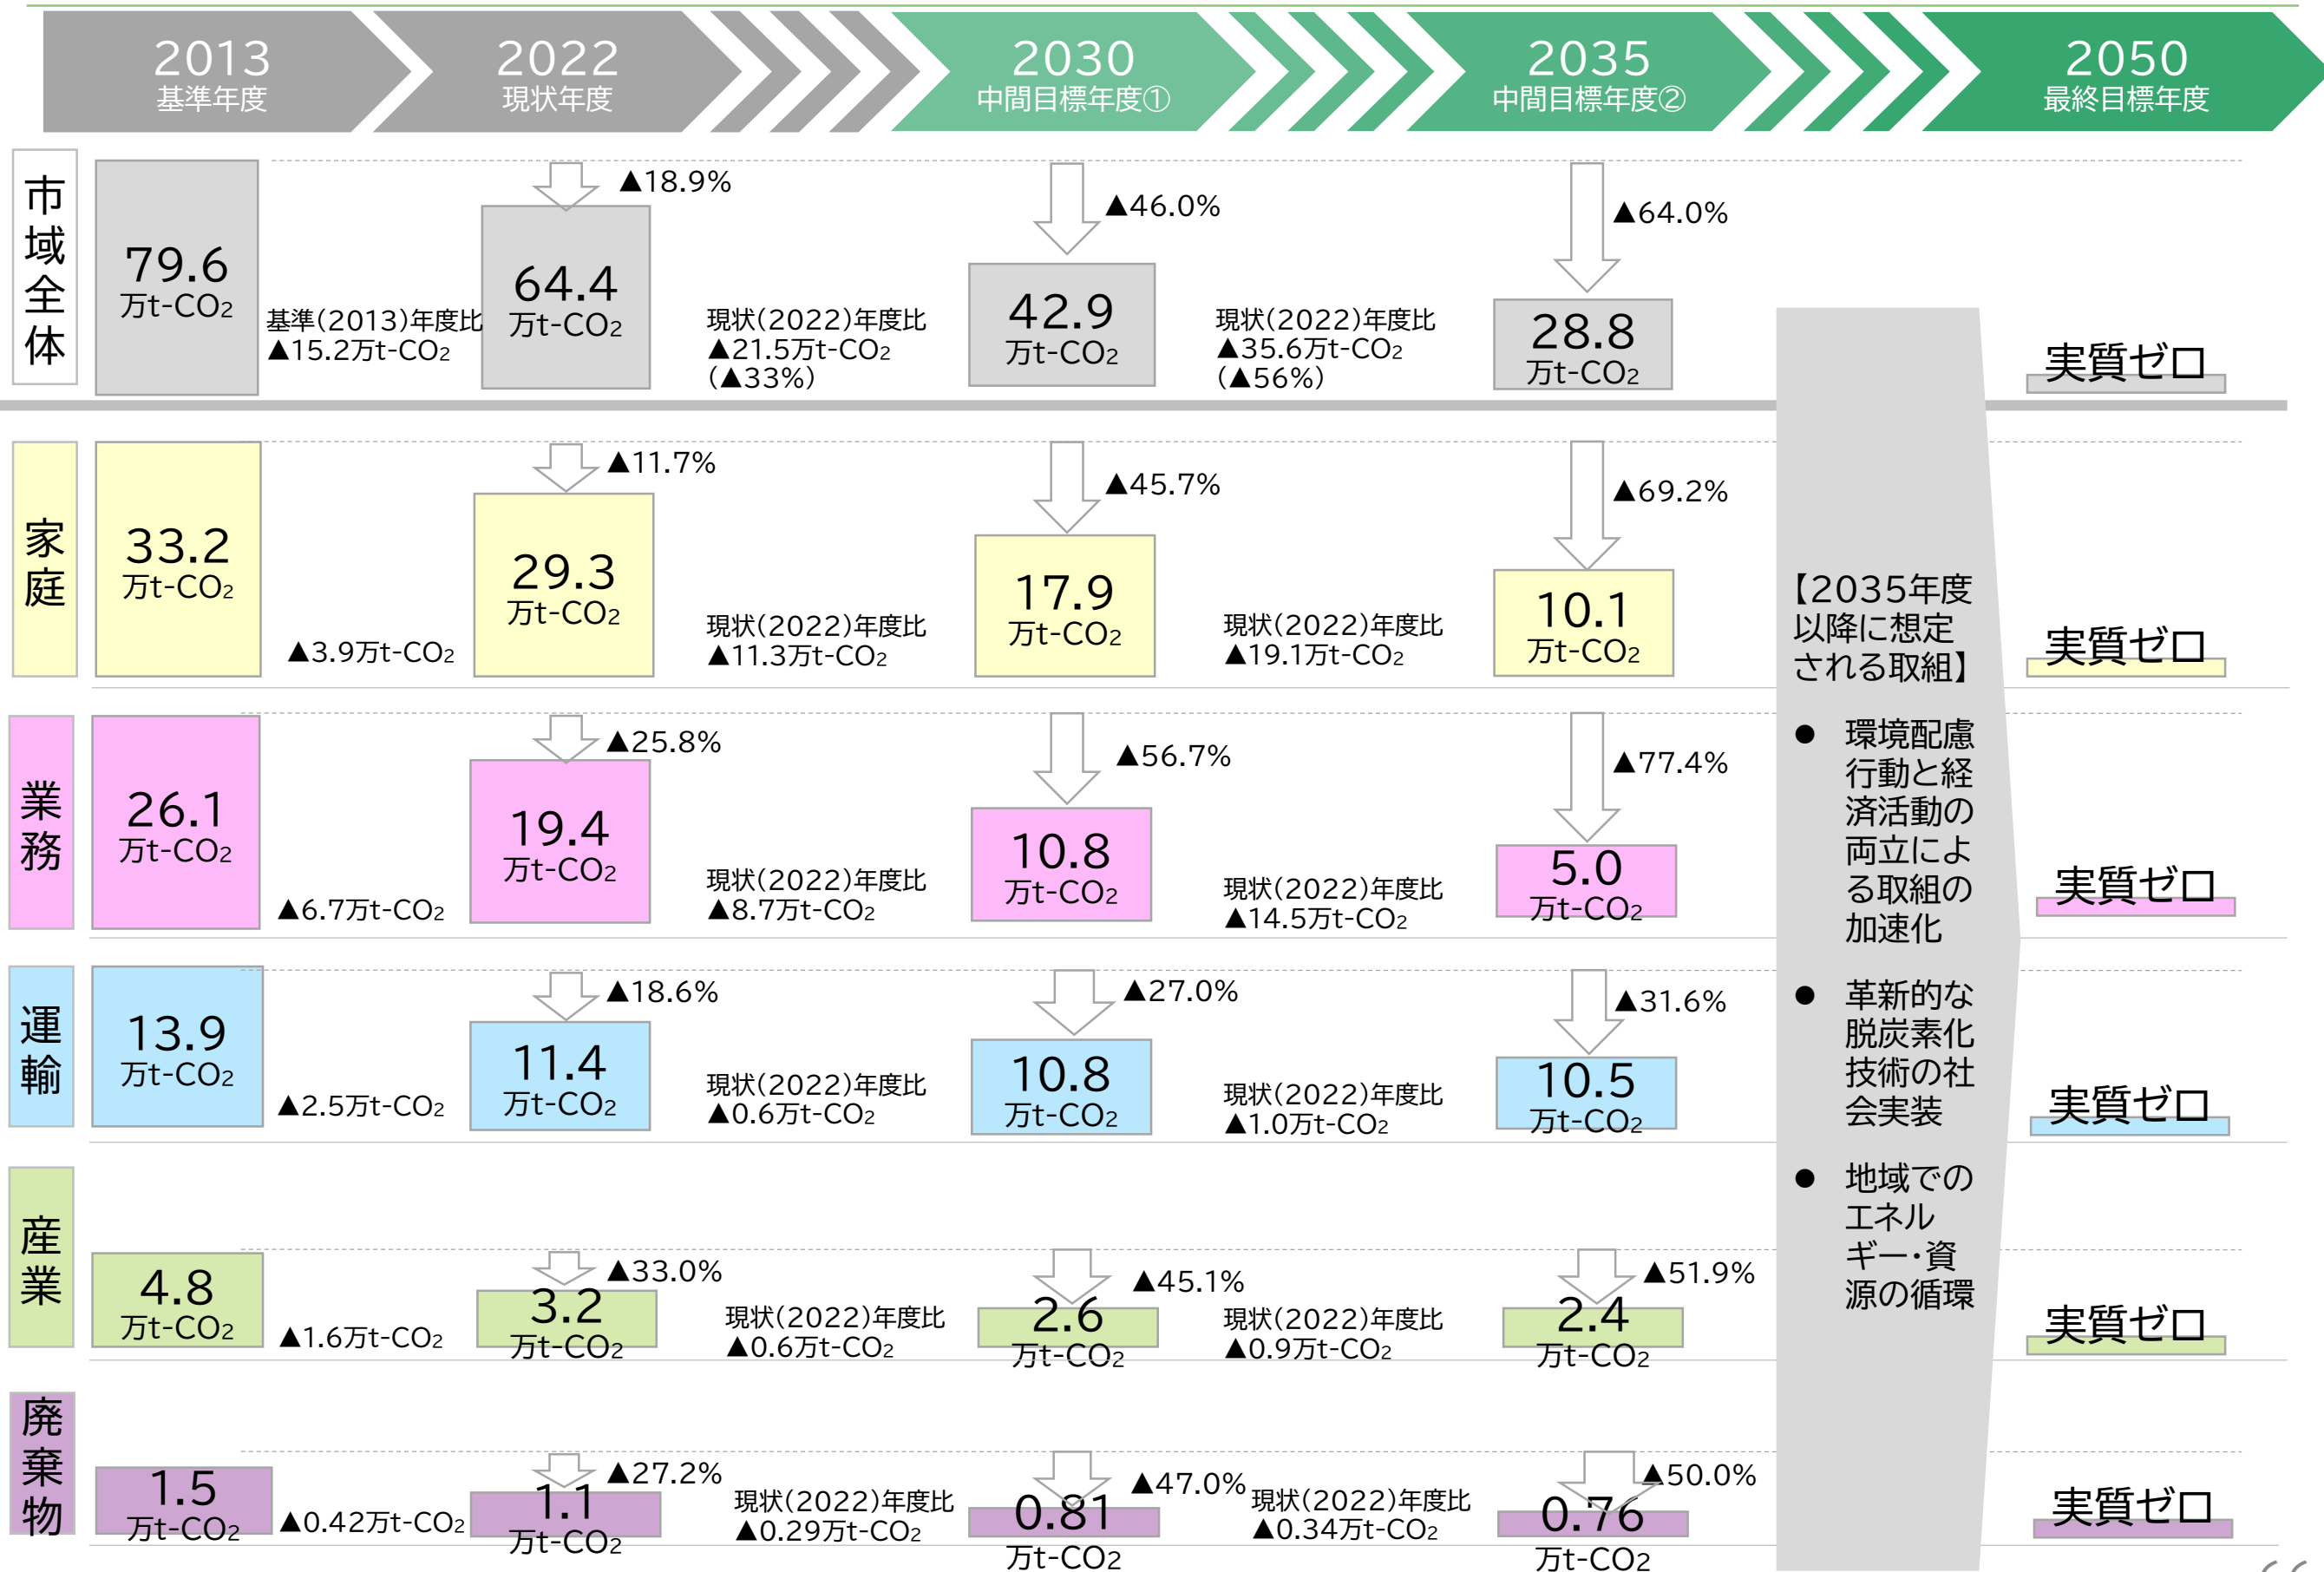 2013
基準年度
2022
現状年度
2030
中間目標年度①
2035
中間目標年度②
2050
最終目標年度
市域全体
79.6
万t-CO2
基準(2013)年度比
▲15.2万t-CO2
▲18.9%
64.4
万t-CO2
現状(2022)年度比
▲21.5万t-CO2
(▲33%)
▲46.0%
42.9
万t-CO2
現状(2022)年度比
▲35.6万t-CO2
(▲56%)
▲64.0%
28.8
万t-CO2
実質ゼロ
家庭
33.2
万t-CO2
▲3.9万t-CO2
▲11.7%
29.3
万t-CO2
現状(2022)年度比
▲11.3万t-CO2
▲45.7%
17.9
万t-CO2
現状(2022)年度比
▲19.1万t-CO2
▲69.2%
10.1
万t-CO2
実質ゼロ
業務
26.1
万t-CO2
▲6.7万t-CO2
▲25.8%
19.4
万t-CO2
現状(2022)年度比
▲8.7万t-CO2
▲56.7%
10.8
万t-CO2
現状(2022)年度比
▲14.5万t-CO2
▲77.4%
5.0
万t-CO2
実質ゼロ
運輸
13.9
万t-CO2
▲2.5万t-CO2
▲18.6%
11.4
万t-CO2
現状(2022)年度比
▲0.6万t-CO2
▲27.0%
10.8
万t-CO2
現状(2022)年度比
▲1.0万t-CO2
▲31.6%
10.5
万t-CO2
実質ゼロ
産業
4.8
万t-CO2
▲1.6万t-CO2
▲33.0%
3.2
万t-CO2
現状(2022)年度比
▲0.6万t-CO2
▲45.1%
2.6
万t-CO2
現状(2022)年度比
▲0.9万t-CO2
▲51.9%
2.4
万t-CO2
実質ゼロ
廃棄物
1.5
万t-CO2
▲0.42万t-CO2
▲27.2%
1.1
万t-CO2
現状(2022)年度比
▲0.29万t-CO2
▲47.0%
0.81
万t-CO2
現状(2022)年度比
▲0.34万t-CO2
▲50.0%
0.76
万t-CO2
実質ゼロ
【2035年度
以降に想定
される取組】
● 環境配慮
行動と経
済活動の
両立によ
る取組の
加速化
● 革新的な
脱炭素化
技術の社
会実装
● 地域での
エネル
ギー・資
源の循環